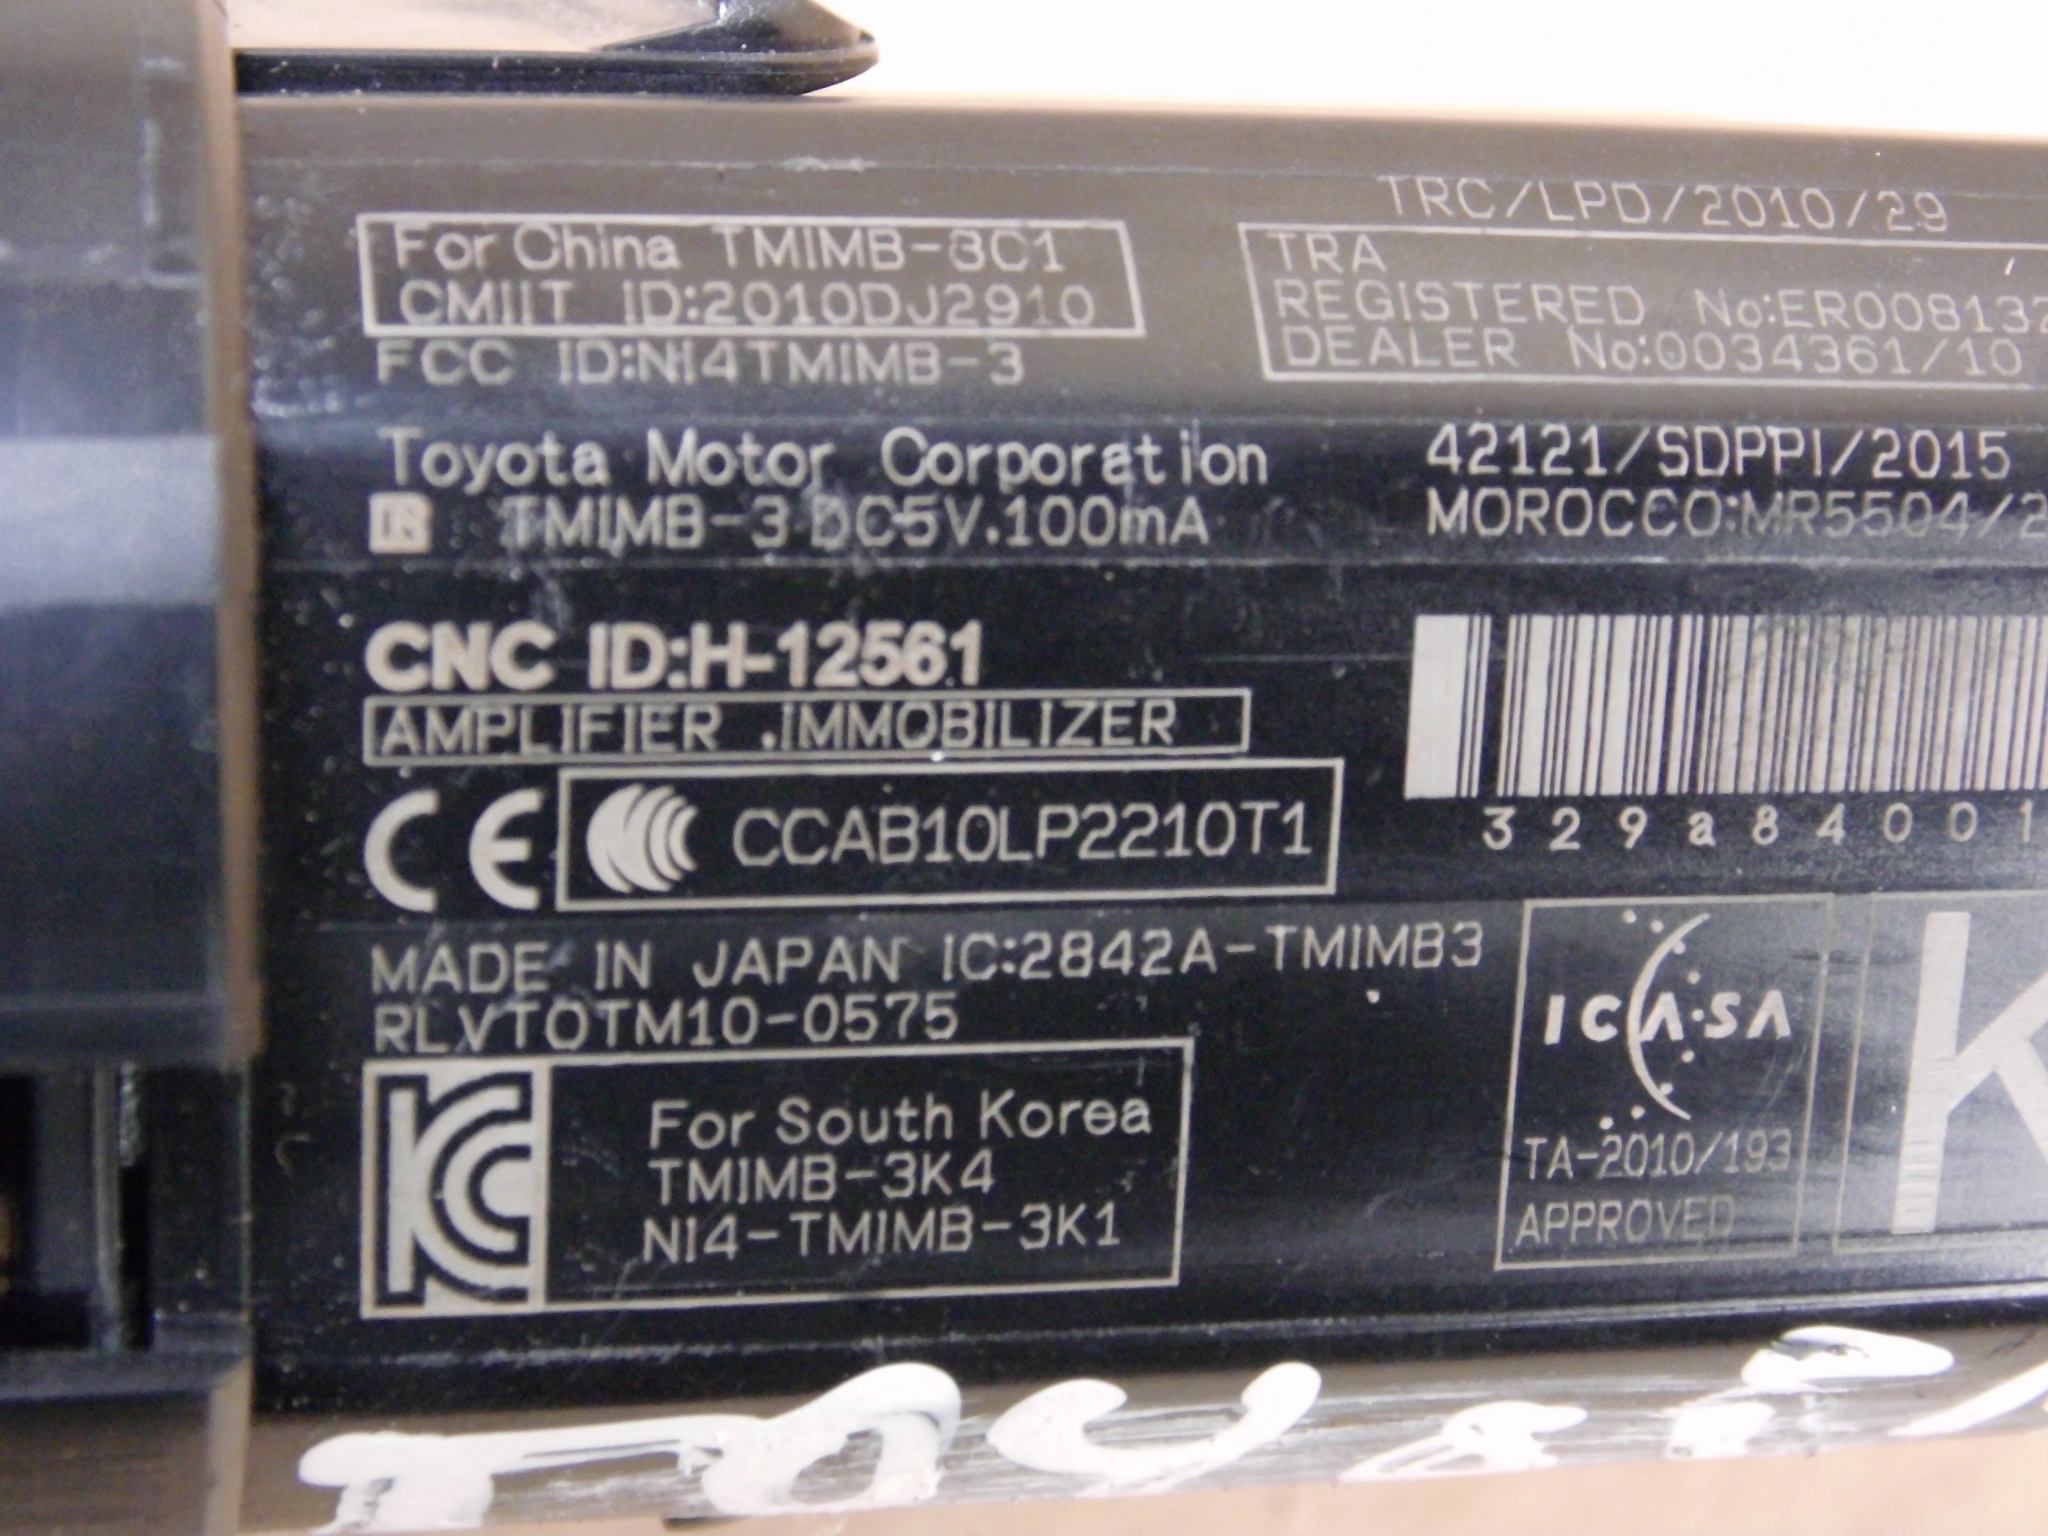 For China TMIMB-3C1
CMIIT ID:2010DJ2910
FCC ID:NI4TMIMB-3
Toyota Motor Corporation
R TMIMB-3 DC5V.100mA
CNC ID:H-12561
AMPLIFIER ,IMMOBILIZER
CE CCAB10LP2210T1
MADE IN JAPAN IC:2842A-TMIMB3
RLVTOTM10-0575
For South Korea
TMIMB-3K4
NI4-TMIMB-3K1
TRC/LPD/2010/29
TRA
REGISTERED No:ER008132
DEALER No:0034361/10
42121/SDPPI/2015
MOROCCO:MR5504/2
329a84001
ICASA
TA-2010/193
APPROVED
K